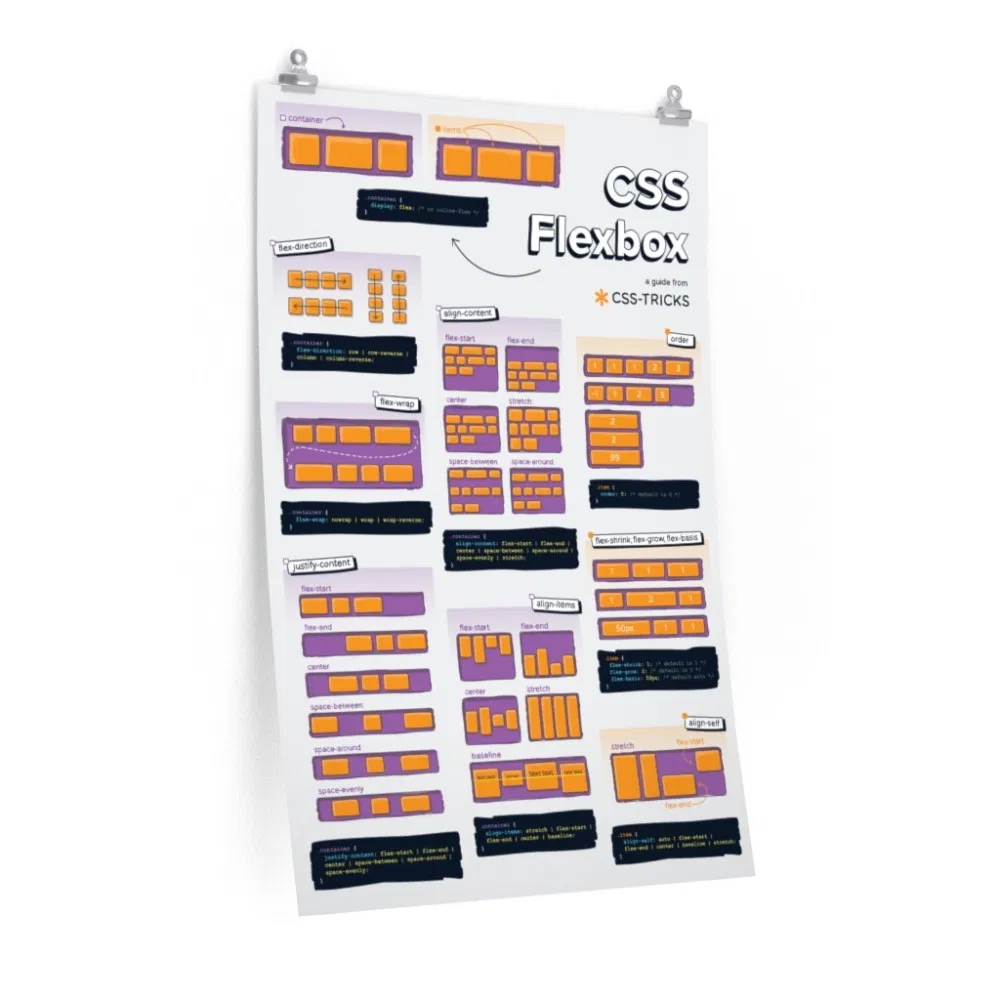 container
items
CSS
Flexbox
a guide from
CSS-TRICKS
.container {
display: flex; /* or inline-flex */
}
flex-direction
.container {
flex-direction: row | row-reverse |
column | column-reverse;
}
flex-wrap
.container {
flex-wrap: nowrap | wrap | wrap-reverse;
}
justify-content
flex-start
flex-end
center
space-between
space-around
space-evenly
.container {
justify-content: flex-start | flex-end |
center | space-between | space-around |
space-evenly;
}
align-content
flex-start
flex-end
center
stretch
space-between
space-around
.container {
align-content: flex-start | flex-end |
center | space-between | space-around |
space-evenly | stretch;
}
align-items
flex-start
flex-end
center
stretch
baseline
text text
text text
.container {
align-items: stretch | flex-start |
flex-end | center | baseline;
}
order
1 1 1 2 3
-1 1 2 5
2
2
99
.item {
order: 5; /* default is 0 */
}
flex-shrink, flex-grow, flex-basis
1 1 1
1 2 1
50px 1 1
.item {
flex-shrink: /* default is 1 */
flex-grow: /* default is
flex-basis: 50px; /* default auto */
}
align-self
stretch
flex-start
flex-end
.item {
align-self: auto | flex-start |
flex-end | center | baseline | stretch;
}